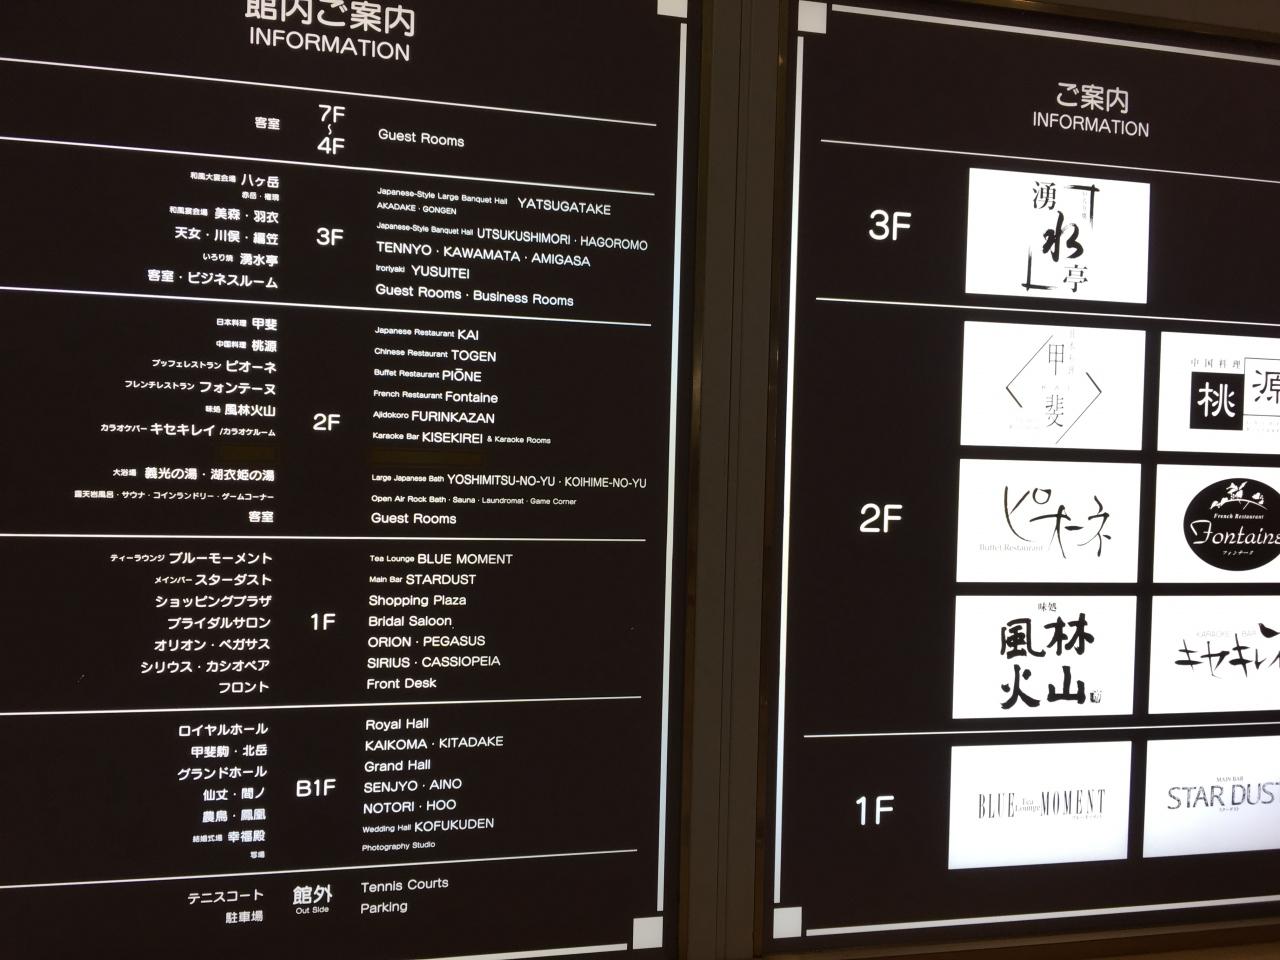 館内ご案内
INFORMATION
客室 7F～4F Guest Rooms
和風大宴会場 八ヶ岳 Japanese-Style Large Banquet Hall YATSUGATAKE
赤岳・権現 AKADAKE・GONGEN
和風宴会場 美森・羽衣 Japanese-Style Banquet Hall UTSUKUSHIMORI・HAGOROMO
天女・川俣・編笠 3F TENNYO・KAWAMATA・AMIGASA
いろり焼 湧水亭 Iroriyaki YUSUITEI
客室・ビジネスルーム Guest Rooms・Business Rooms
日本料理 甲斐 Japanese Restaurant KAI
中国料理 桃源 Chinese Restaurant TOGEN
ブッフェレストラン ピオーネ Buffet Restaurant PIŌNE
フレンチレストラン フォンテーヌ French Restaurant Fontaine
味処 風林火山 2F Ajidokoro FURINKAZAN
カラオケバー キセキレイ /カラオケルーム Karaoke Bar KISEKIREI & Karaoke Rooms
大浴場 義光の湯・湖衣姫の湯 Large Japanese Bath YOSHIMITSU-NO-YU・KOIHIME-NO-YU
露天岩風呂・サウナ・コインランドリー・ゲームコーナー Open Air Rock Bath・Sauna・Laundromat・Game Corner
客室 Guest Rooms
ティーラウンジ ブルーモーメント Tea Lounge BLUE MOMENT
メインバー スターダスト Main Bar STARDUST
ショッピングプラザ Shopping Plaza
ブライダルサロン 1F Bridal Saloon
オリオン・ペガサス ORION・PEGASUS
シリウス・カシオペア SIRIUS・CASSIOPEIA
フロント Front Desk
ロイヤルホール Royal Hall
甲斐駒・北岳 KAIKOMA・KITADAKE
グランドホール Grand Hall
仙丈・間ノ B1F SENJYO・AINO
農鳥・鳳凰 NOTORI・HOO
結婚式場 幸福殿 Wedding Hall KOFUKUDEN
写場 Photography Studio
テニスコート 館外 Tennis Courts
駐車場 Out Side Parking
ご案内
INFORMATION
3F
湧水亭
2F
甲斐
中国料理
桃源
ピオーネ
Buffet Restaurant
French Restaurant
Fontaine
フォンテーヌ
味処
風林
火山
KARAOKE BAR
キセキレイ
1F
BLUE Tea Lounge MOMENT
MAIN BAR
STAR DUST
スターダスト